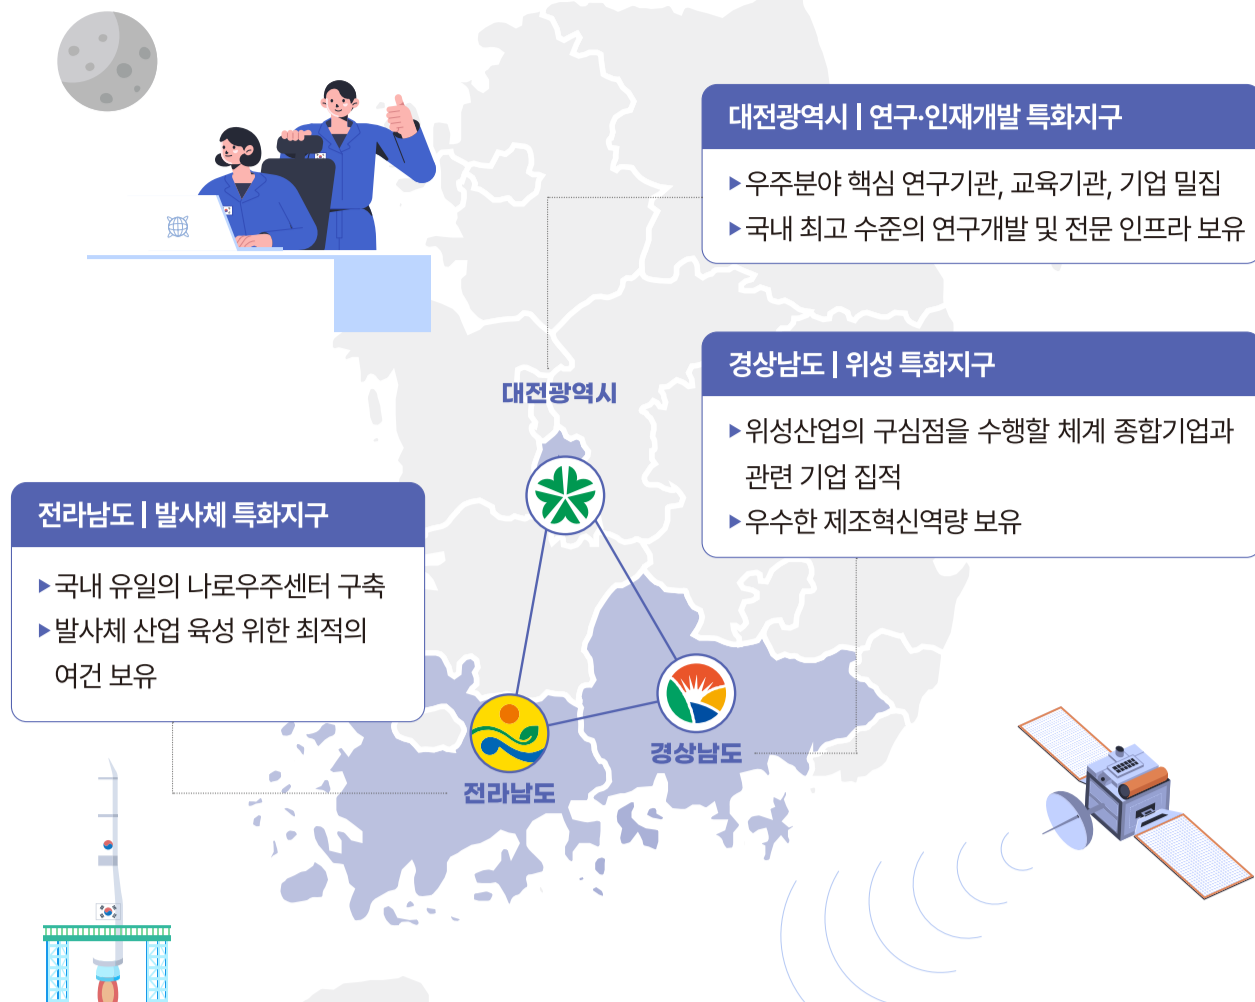 대전광역시 | 연구·인재개발 특화지구
▶우주분야 핵심 연구기관, 교육기관, 기업 밀집
▶국내 최고 수준의 연구개발 및 전문 인프라 보유
경상남도 | 위성 특화지구
▶위성산업의 구심점을 수행할 체계 종합기업과
관련 기업 집적
▶우수한 제조혁신역량 보유
대전광역시
전라남도 | 발사체 특화지구
▶국내 유일의 나로우주센터 구축
▶발사체 산업 육성 위한 최적의
여건 보유
경상남도
전라남도